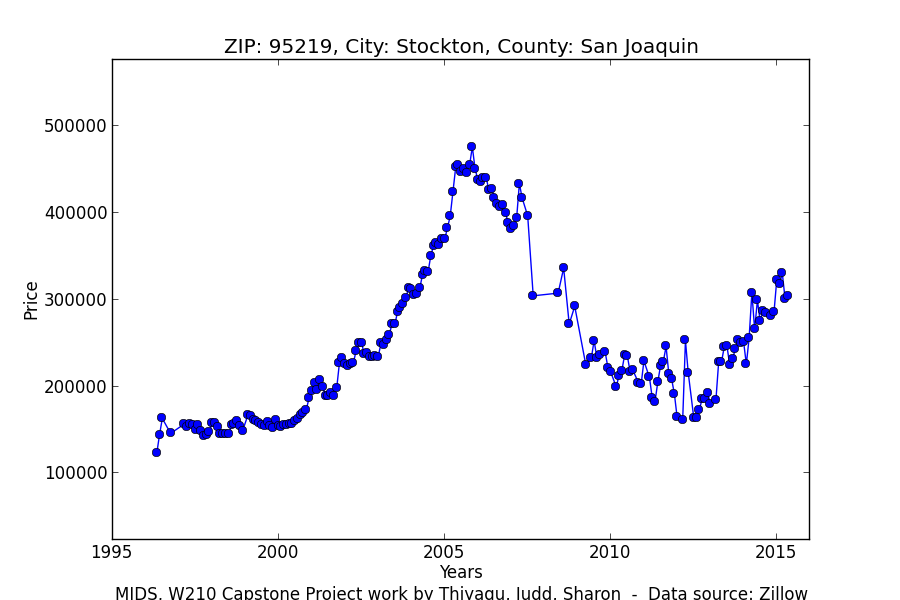 ZIP: 95219, City: Stockton, County: San Joaquin
500000
400000
300000
200000
100000
Price
1995 2000 2005 2010 2015
Years
MIDS, W210 Capstone Project work by Thiyagu, Judd, Sharon - Data source: Zillow